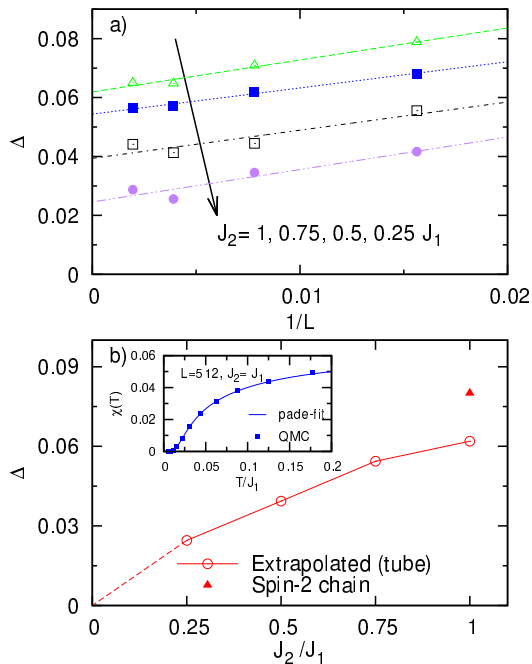 a)
0.08
0.06
0.04
0.02
0
Δ
J2= 1, 0.75, 0.5, 0.25 J1
0 0.01 0.02
1/L
b)
0.09
0.06
0.03
0
Δ
0.06
0.04
0.02
0
χ(T)
L=512, J2= J1
pade-fit
QMC
0 0.05 0.1 0.15 0.2
T/J1
Extrapolated (tube)
Spin-2 chain
0 0.25 0.5 0.75 1
J2/J1